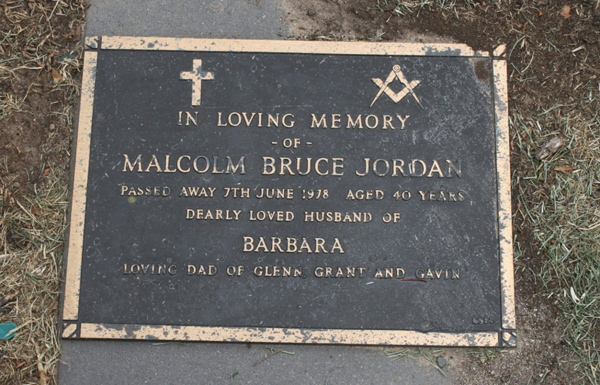 IN LOVING MEMORY
- OF -
MALCOLM BRUCE JORDAN
PASSED AWAY 7TH JUNE 1978 AGED 40 YEARS
DEARLY LOVED HUSBAND OF
BARBARA
LOVING DAD OF GLENN, GRANT AND GAVIN